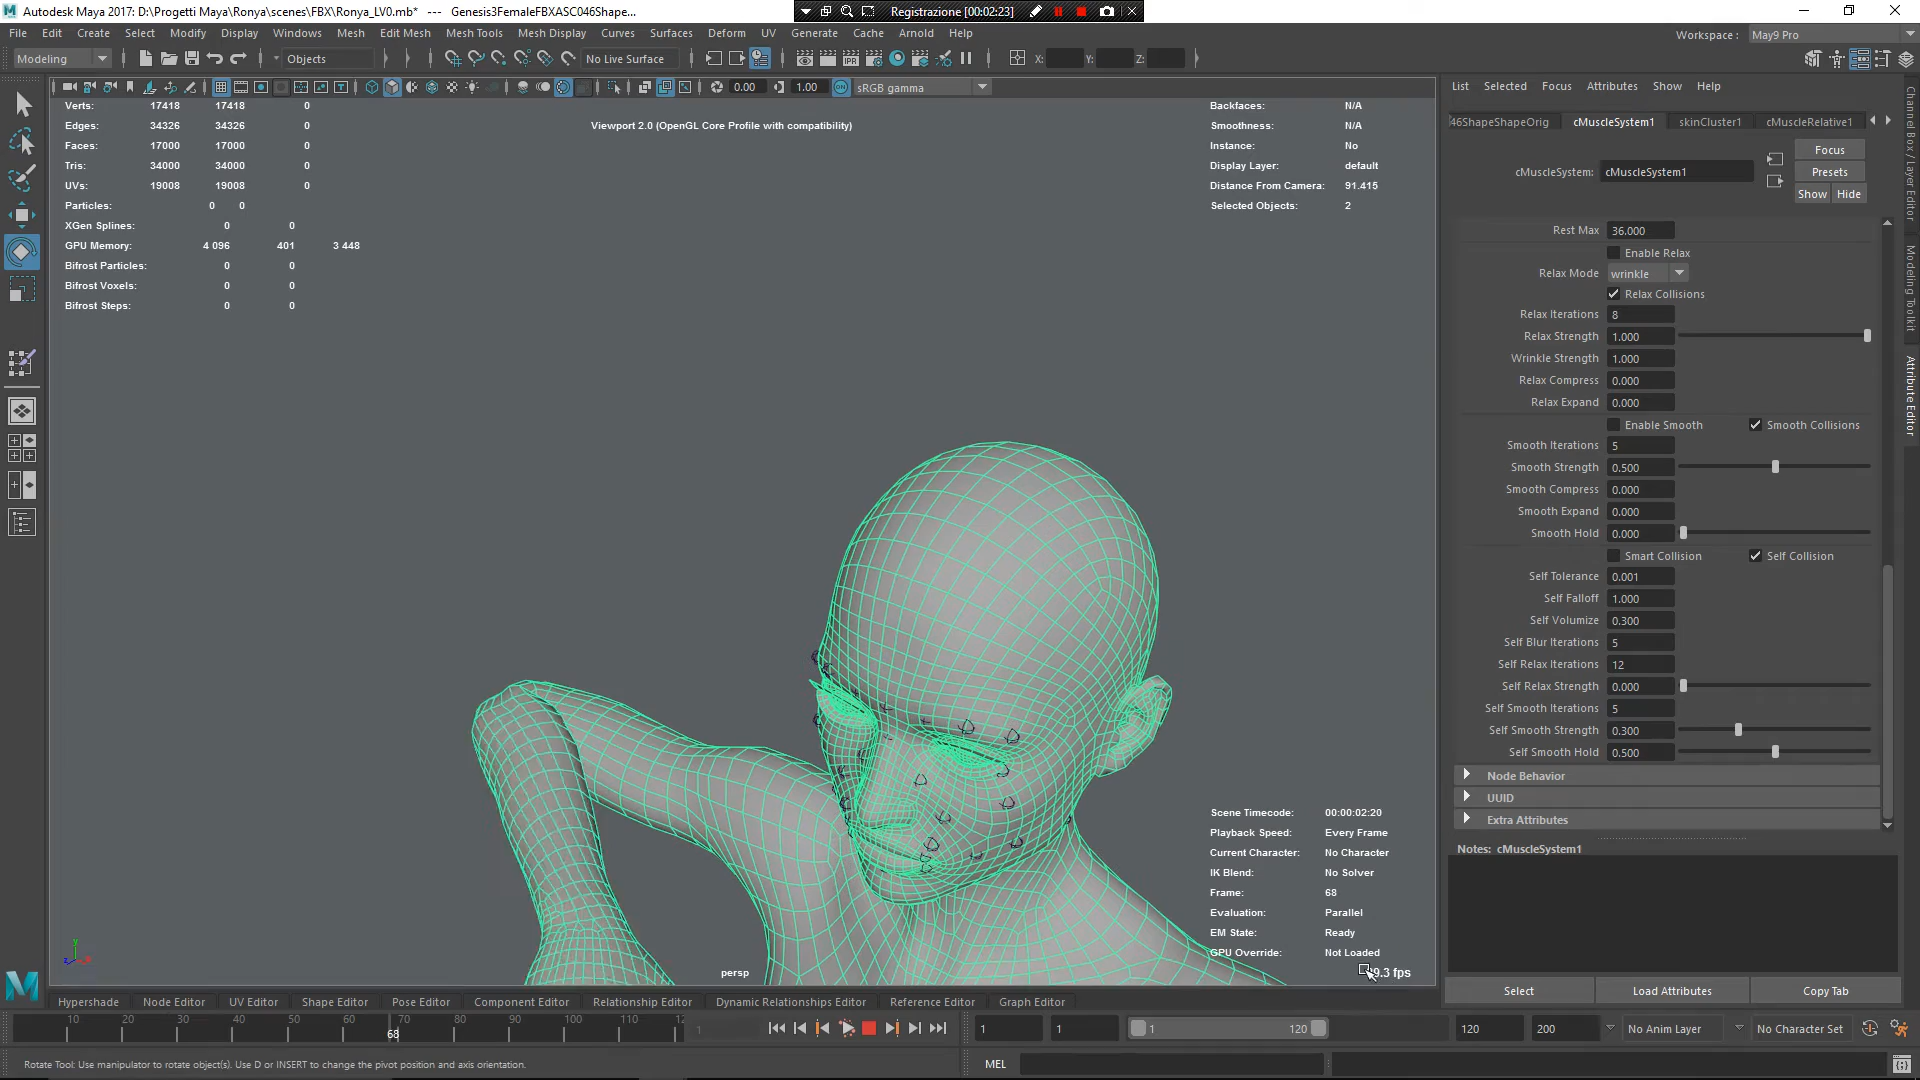 Autodesk Maya 2017: D:\Progetti Maya\Ronya\scenes\FBX\Ronya_LV0.mb* --- Genesis3FemaleFBXASC046Shape...
Registrazione [00:02:23]
File Edit Create Select Modify Display Windows Mesh Edit Mesh Mesh Tools Mesh Display Curves Surfaces Deform UV Generate Cache Arnold Help
Workspace : May9 Pro
Modeling Objects No Live Surface X: Y: Z:
0.00 1.00 sRGB gamma
Verts: 17418 17418 0
Edges: 34326 34326 0
Faces: 17000 17000 0
Tris: 34000 34000 0
UVs: 19008 19008 0
Particles: 0 0
XGen Splines: 0 0
GPU Memory: 4 096 401 3 448
Bifrost Particles: 0 0
Bifrost Voxels: 0 0
Bifrost Steps: 0 0
Viewport 2.0 (OpenGL Core Profile with compatibility)
Backfaces: N/A
Smoothness: N/A
Instance: No
Display Layer: default
Distance From Camera: 91.415
Selected Objects: 2
Scene Timecode: 00:00:02:20
Playback Speed: Every Frame
Current Character: No Character
IK Blend: No Solver
Frame: 68
Evaluation: Parallel
EM State: Ready
GPU Override: Not Loaded
9.3 fps
persp
List Selected Focus Attributes Show Help
46ShapeShapeOrig cMuscleSystem1 skinCluster1 cMuscleRelative1
cMuscleSystem: cMuscleSystem1
Focus
Presets
Show Hide
Rest Max 36.000
Enable Relax
Relax Mode wrinkle
Relax Collisions
Relax Iterations 8
Relax Strength 1.000
Wrinkle Strength 1.000
Relax Compress 0.000
Relax Expand 0.000
Enable Smooth Smooth Collisions
Smooth Iterations 5
Smooth Strength 0.500
Smooth Compress 0.000
Smooth Expand 0.000
Smooth Hold 0.000
Smart Collision Self Collision
Self Tolerance 0.001
Self Falloff 1.000
Self Volumize 0.300
Self Blur Iterations 5
Self Relax Iterations 12
Self Relax Strength 0.000
Self Smooth Iterations 5
Self Smooth Strength 0.300
Self Smooth Hold 0.500
Node Behavior
UUID
Extra Attributes
Notes: cMuscleSystem1
Select Load Attributes Copy Tab
Channel Box / Layer Editor
Modeling Toolkit
Attribute Editor
Hypershade Node Editor UV Editor Shape Editor Pose Editor Component Editor Relationship Editor Dynamic Relationships Editor Reference Editor Graph Editor
10 20 30 40 50 60 70 80 90 100 110 12
68
1 1 1 1 120 120 200 No Anim Layer No Character Set
Rotate Tool: Use manipulator to rotate object(s). Use D or INSERT to change the pivot position and axis orientation.
MEL